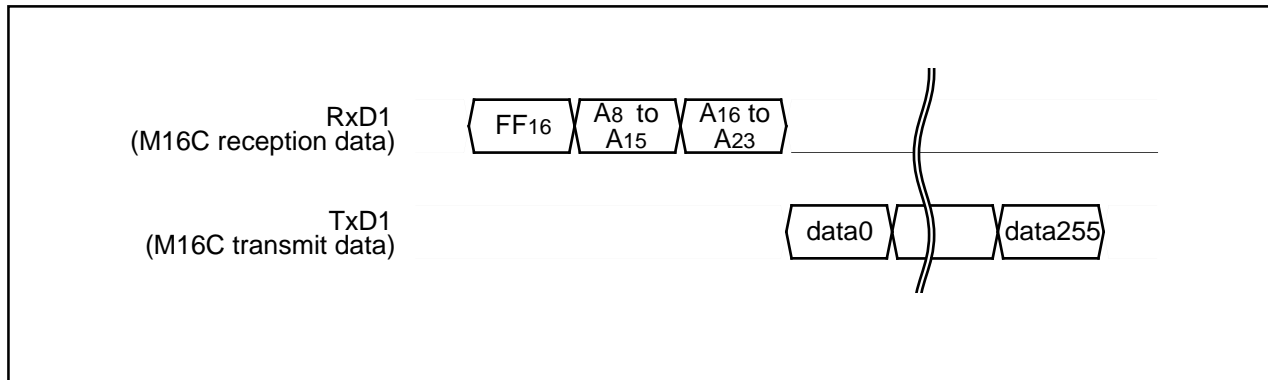 RxD1
(M16C reception data)
FF16
A8 to
A15
A16 to
A23
TxD1
(M16C transmit data)
data0
data255